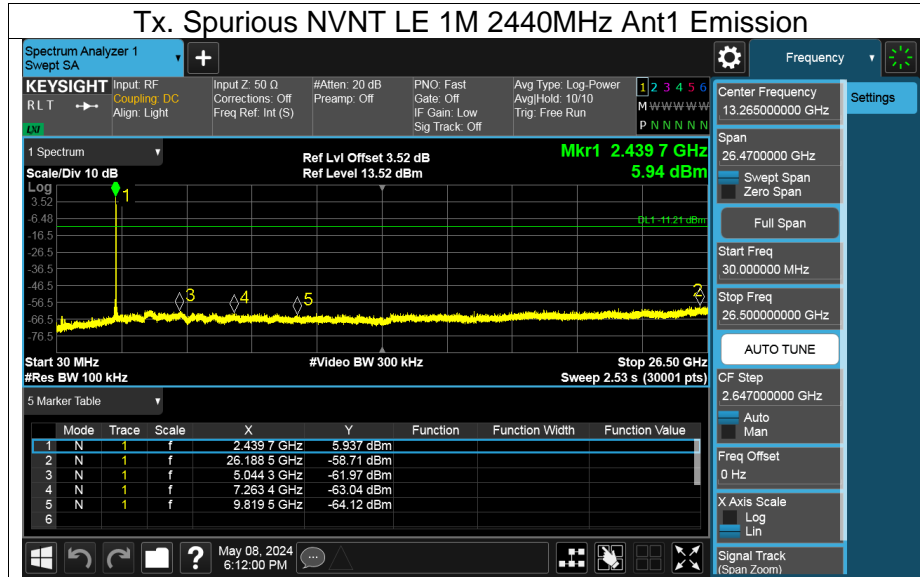 Tx. Spurious NVNT LE 1M 2440MHz Ant1 Emission
Spectrum Analyzer 1
Swept SA
+
Frequency
KEYSIGHT
RLT
LXI
Input: RF
Coupling: DC
Align: Light
Input Z: 50 Ω
Corrections: Off
Freq Ref: Int (S)
#Atten: 20 dB
Preamp: Off
PNO: Fast
Gate: Off
IF Gain: Low
Sig Track: Off
Avg Type: Log-Power
Avg|Hold: 10/10
Trig: Free Run
1 2 3 4 5 6
M W W W W W
P N N N N N
1 Spectrum
Scale/Div 10 dB
Ref Lvl Offset 3.52 dB
Ref Level 13.52 dBm
Mkr1 2.439 7 GHz
5.94 dBm
Log
3.52
-6.48
-16.5
-26.5
-36.5
-46.5
-56.5
-66.5
-76.5
1
DL1 -11.21 dBm
3
4
5
2
Start 30 MHz
#Video BW 300 kHz
Stop 26.50 GHz
#Res BW 100 kHz
Sweep 2.53 s (30001 pts)
5 Marker Table
Mode Trace Scale X Y Function Function Width Function Value
1 N 1 f 2.439 7 GHz 5.937 dBm
2 N 1 f 26.188 5 GHz -58.71 dBm
3 N 1 f 5.044 3 GHz -61.97 dBm
4 N 1 f 7.263 4 GHz -63.04 dBm
5 N 1 f 9.819 5 GHz -64.12 dBm
6
?
May 08, 2024
6:12:00 PM
Center Frequency
13.265000000 GHz
Settings
Span
26.4700000 GHz
Swept Span
Zero Span
Full Span
Start Freq
30.000000 MHz
Stop Freq
26.500000 GHz
AUTO TUNE
CF Step
2.647000000 GHz
Auto
Man
Freq Offset
0 Hz
X Axis Scale
Log
Lin
Signal Track
(Span Zoom)